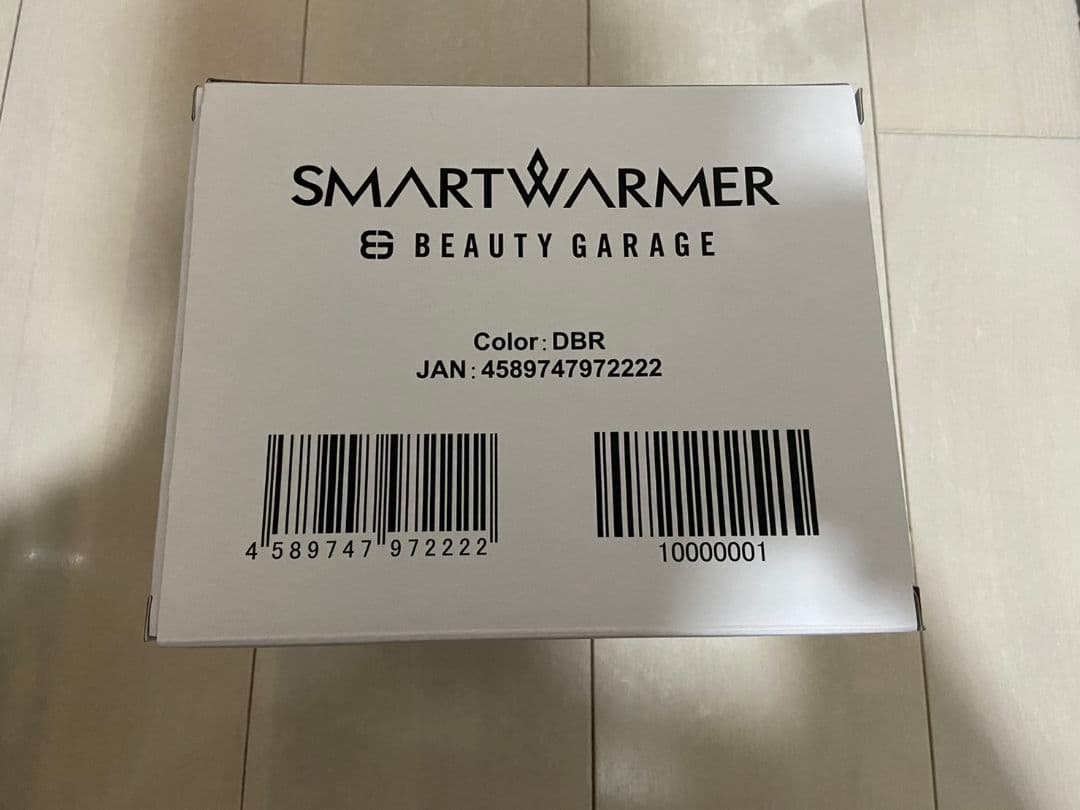 SMARTWARMER
BEAUTY GARAGE
Color:DBR
JAN:4589747972222
4 589747 972222
10000001